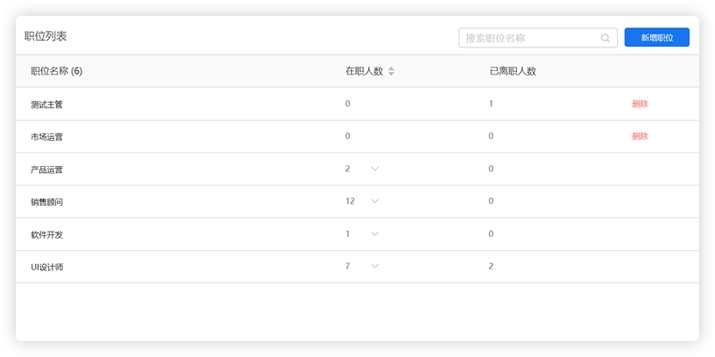 职位列表
搜索职位名称
新增职位
职位名称 (6) 在职人数 已离职人数
测试主管 0 1 删除
市场运营 0 0 删除
产品运营 2 0
销售顾问 12 0
软件开发 1 0
UI设计师 7 2